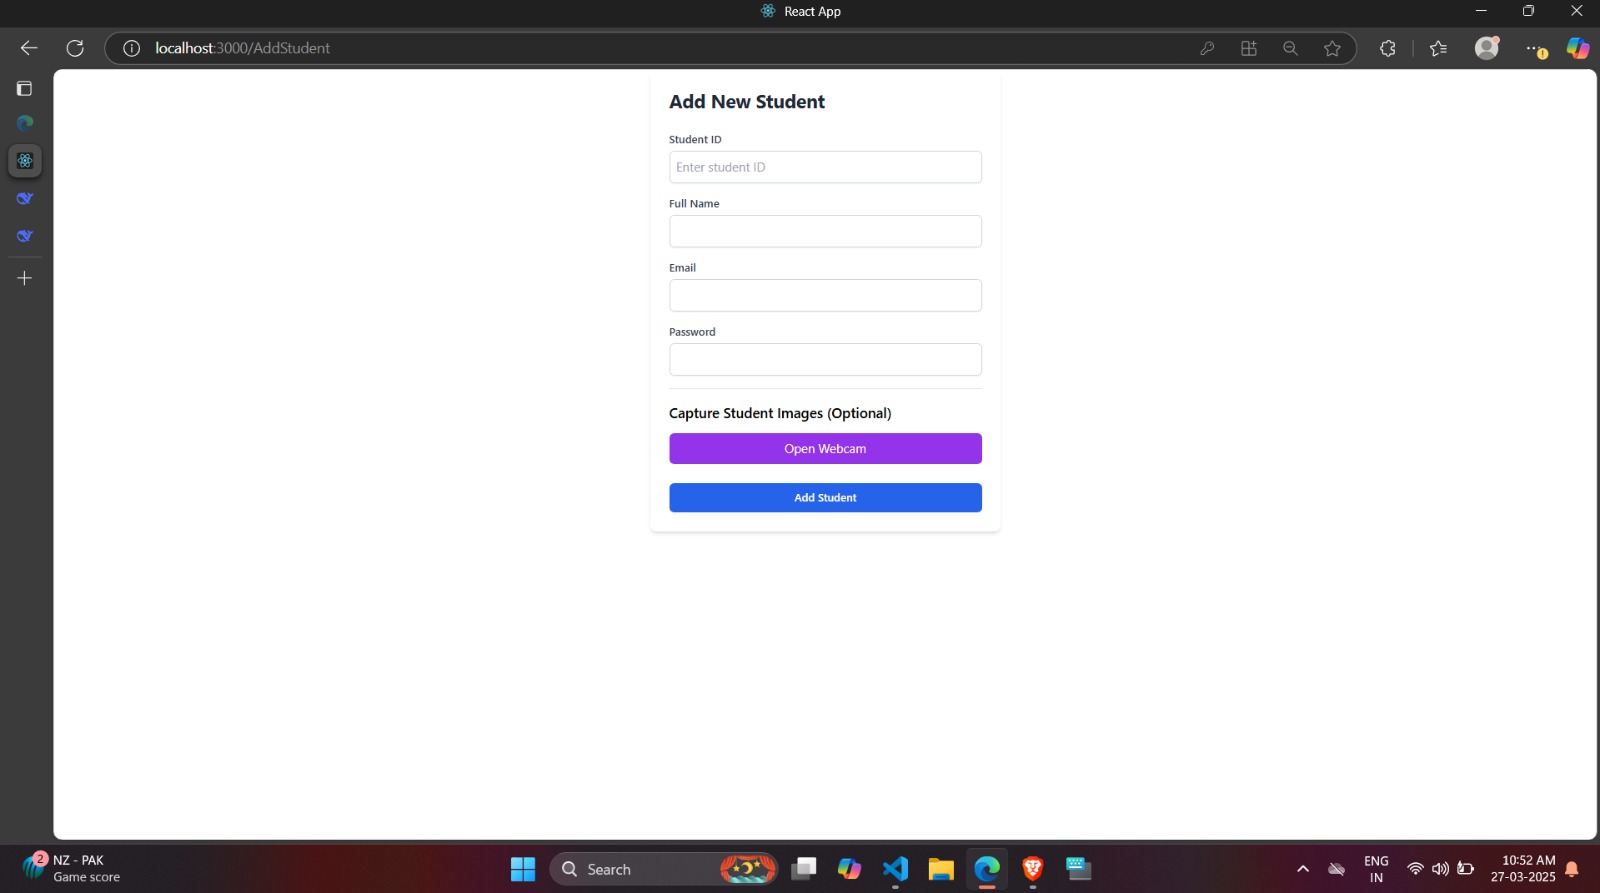 React App
localhost:3000/AddStudent
Add New Student
Student ID
Enter student ID
Full Name
Email
Password
Capture Student Images (Optional)
Open Webcam
Add Student
2
NZ - PAK
Game score
Search
ENG
IN
10:52 AM
27-03-2025